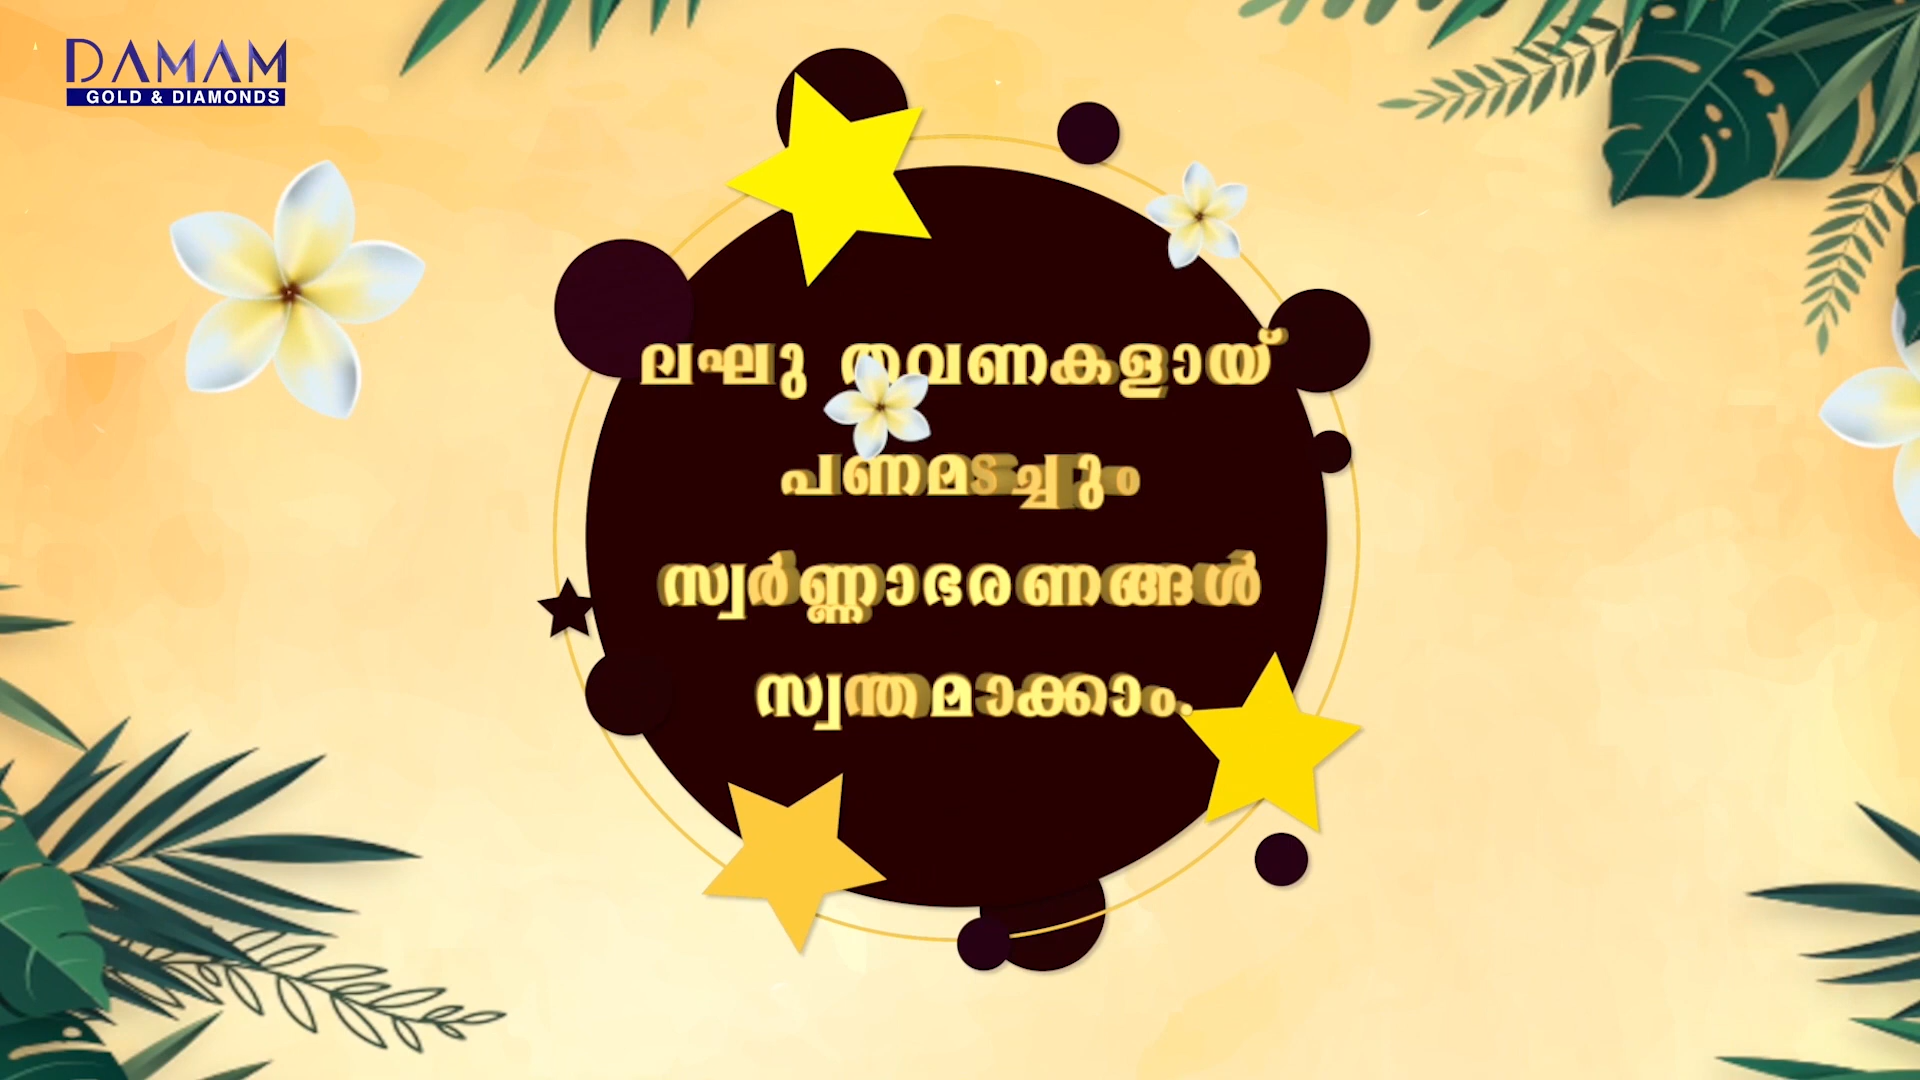 DAMAM
GOLD & DIAMONDS
ലഘു തവണകളായ്
പണമടച്ചും
സ്വർണ്ണാഭരണങ്ങൾ
സ്വന്തമാക്കാം.